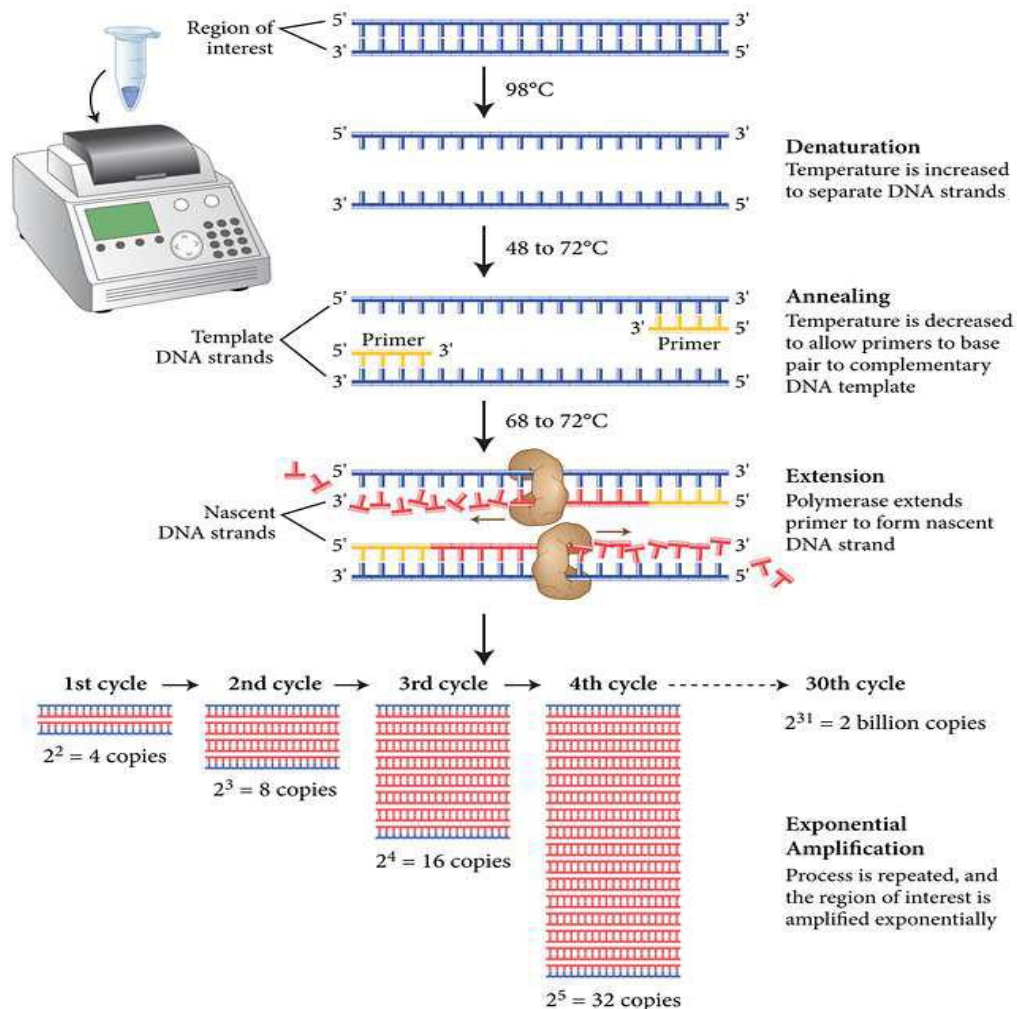 5' 3'
Region of
interest
3' 5'
98°C
5' 3'
Denaturation
Temperature is increased
to separate DNA strands
3' 5'
48 to 72°C
5' 3'
Annealing
Temperature is decreased
to allow primers to base
pair to complementary
DNA template
3' 5'
Primer
Template
DNA strands
Primer
5' 3'
3' 5'
68 to 72°C
5' 3'
Extension
Polymerase extends
primer to form nascent
DNA strand
3' 5'
Nascent
DNA strands
5' 3'
3' 5'
1st cycle 2nd cycle 3rd cycle 4th cycle 30th cycle
2² = 4 copies
2³ = 8 copies
2⁴ = 16 copies
2⁵ = 32 copies
2³¹ = 2 billion copies
Exponential
Amplification
Process is repeated, and
the region of interest is
amplified exponentially